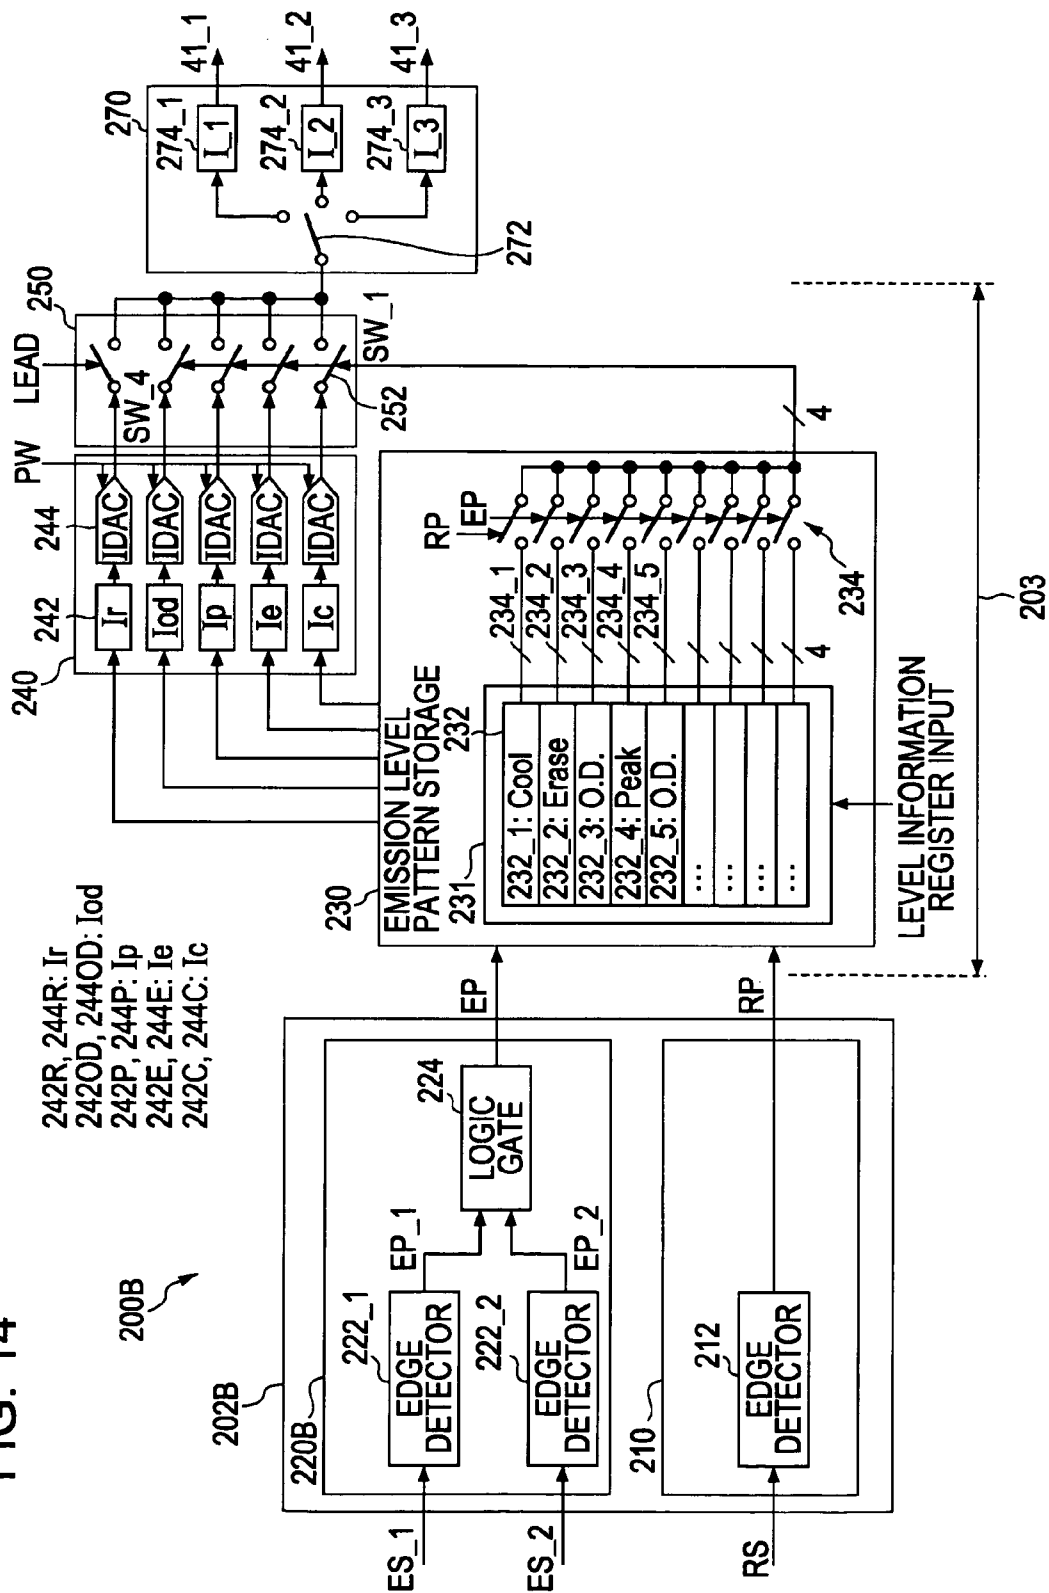 FIG. 14
200B
242R, 244R: Ir
242OD, 244OD: Iod
242P, 244P: Ip
242E, 244E: Ie
242C, 244C: Ic
202B
220B
ES_1
222_1
EDGE
DETECTOR
EP_1
ES_2
222_2
EDGE
DETECTOR
EP_2
224
LOGIC
GATE
EP
210
RS
212
EDGE
DETECTOR
RP
230
EMISSION LEVEL
PATTERN STORAGE
231
232
232_1: Cool
232_2: Erase
232_3: O.D.
232_4: Peak
232_5: O.D.
...
...
...
...
234_1
234_2
234_3
234_4
234_5
4
RP
EP
234
4
LEVEL INFORMATION
REGISTER INPUT
203
240
242
244
PW
Ir
IDAC
Iod
IDAC
Ip
IDAC
Ie
IDAC
Ic
IDAC
250
LEAD
SW_4
252
SW_1
270
272
274_1
I_1
41_1
274_2
I_2
41_2
274_3
I_3
41_3